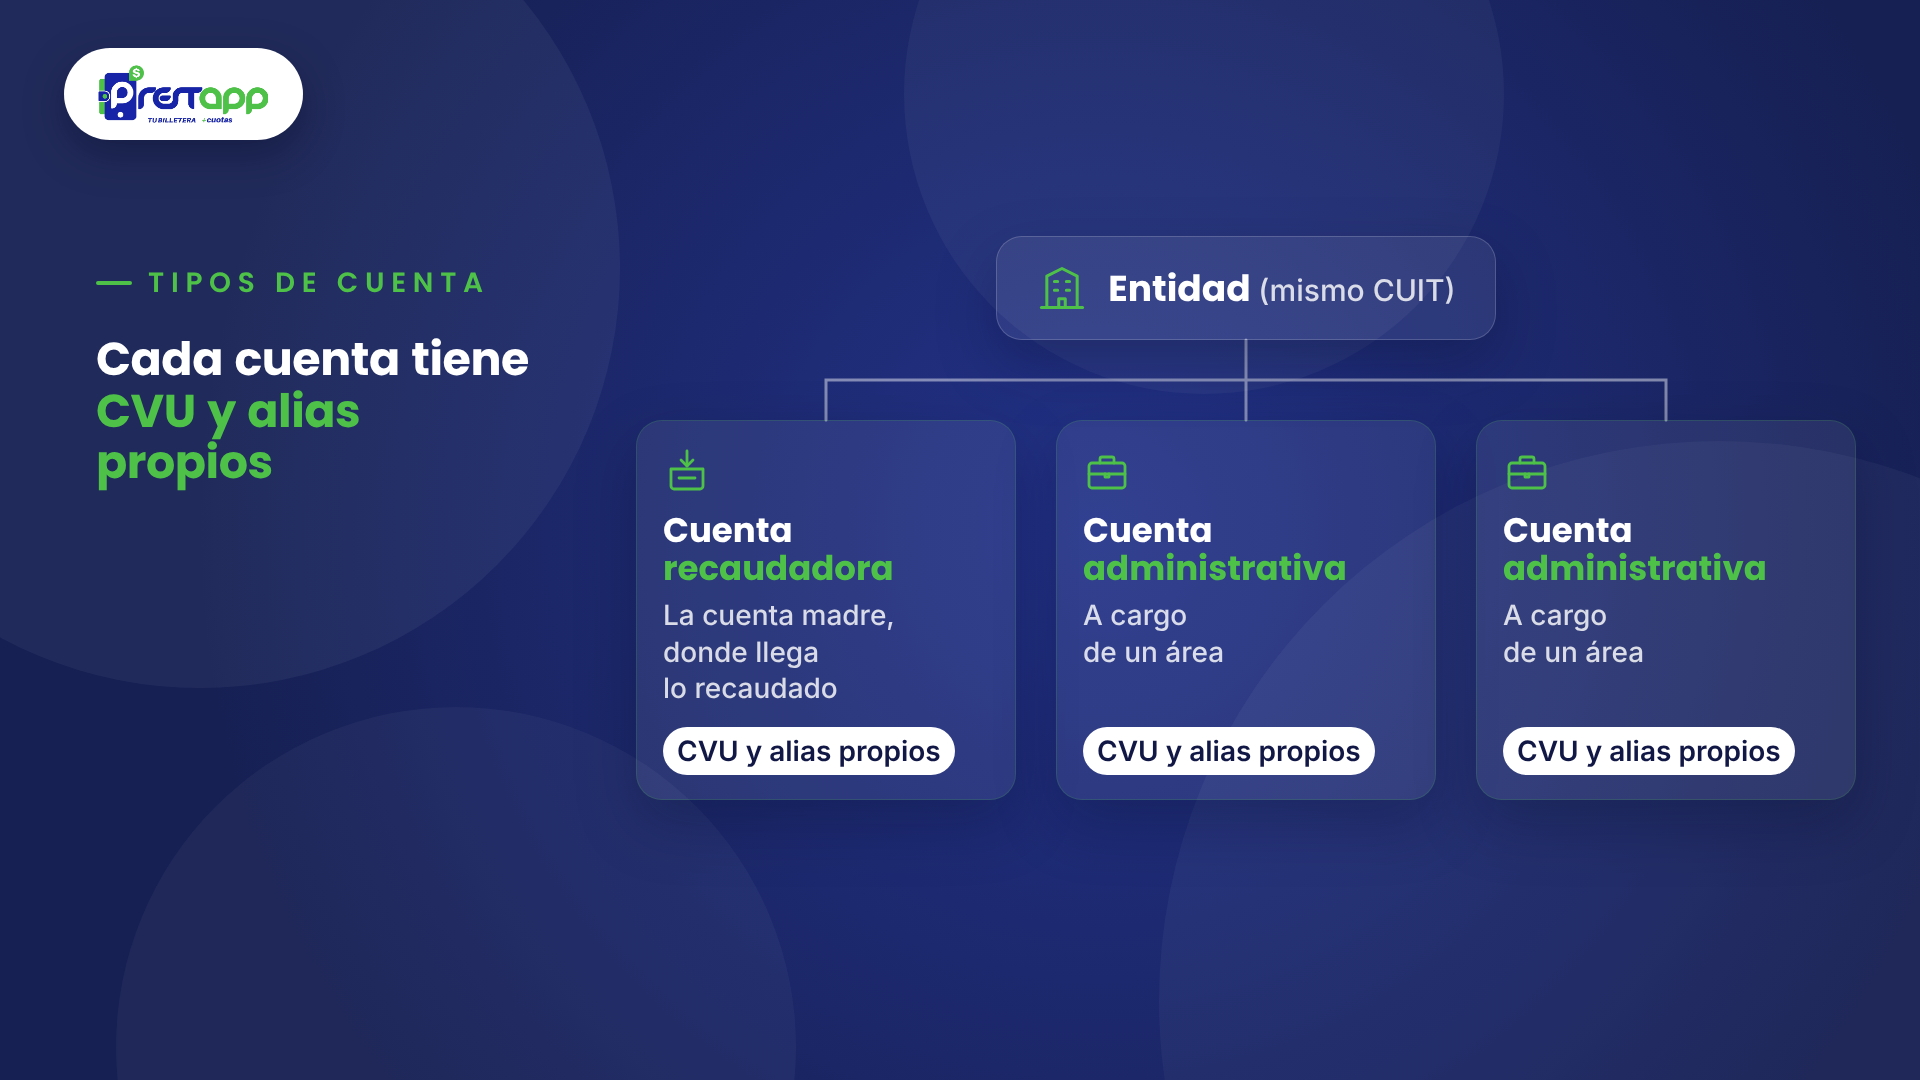 Prestapp
TU BILLETERA +cuotas
TIPOS DE CUENTA
Cada cuenta tiene
CVU y alias
propios
Entidad (mismo CUIT)
Cuenta
recaudadora
La cuenta madre,
donde llega
lo recaudado
CVU y alias propios
Cuenta
administrativa
A cargo
de un área
CVU y alias propios
Cuenta
administrativa
A cargo
de un área
CVU y alias propios